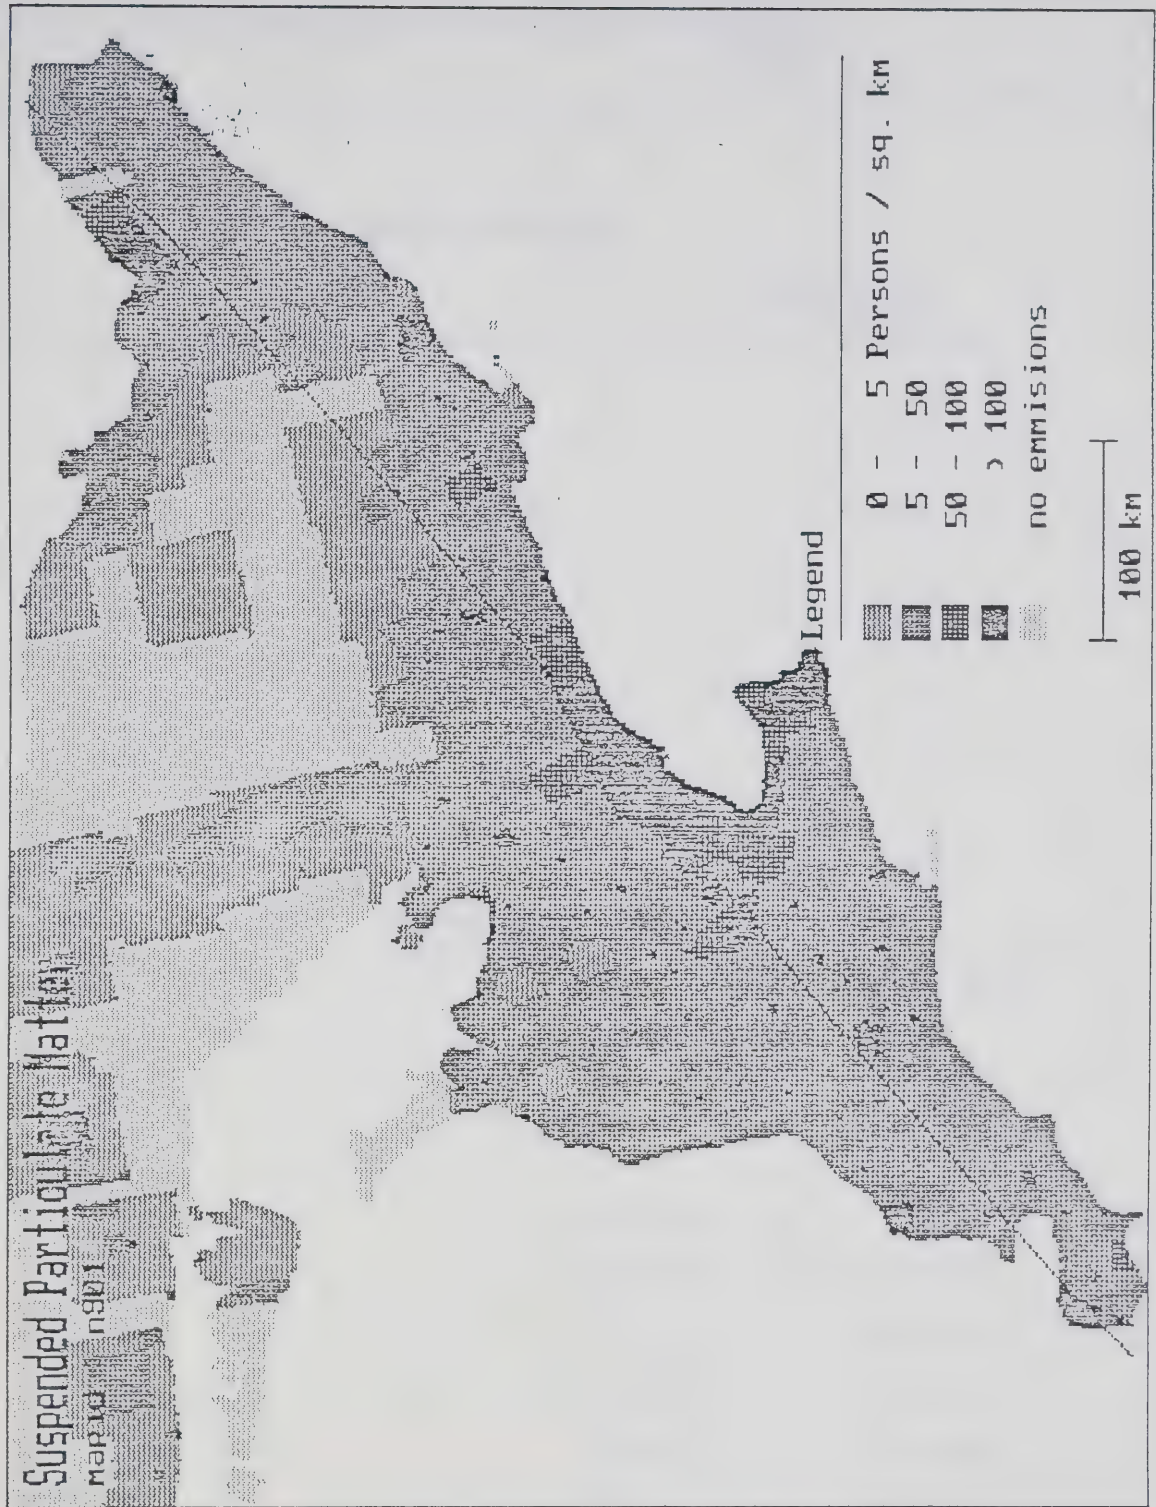 Suspended Particulate Matter
Legend
0 - 5 Persons / sq. km
5 - 50
50 - 100
> 100
no emmisions
100 km